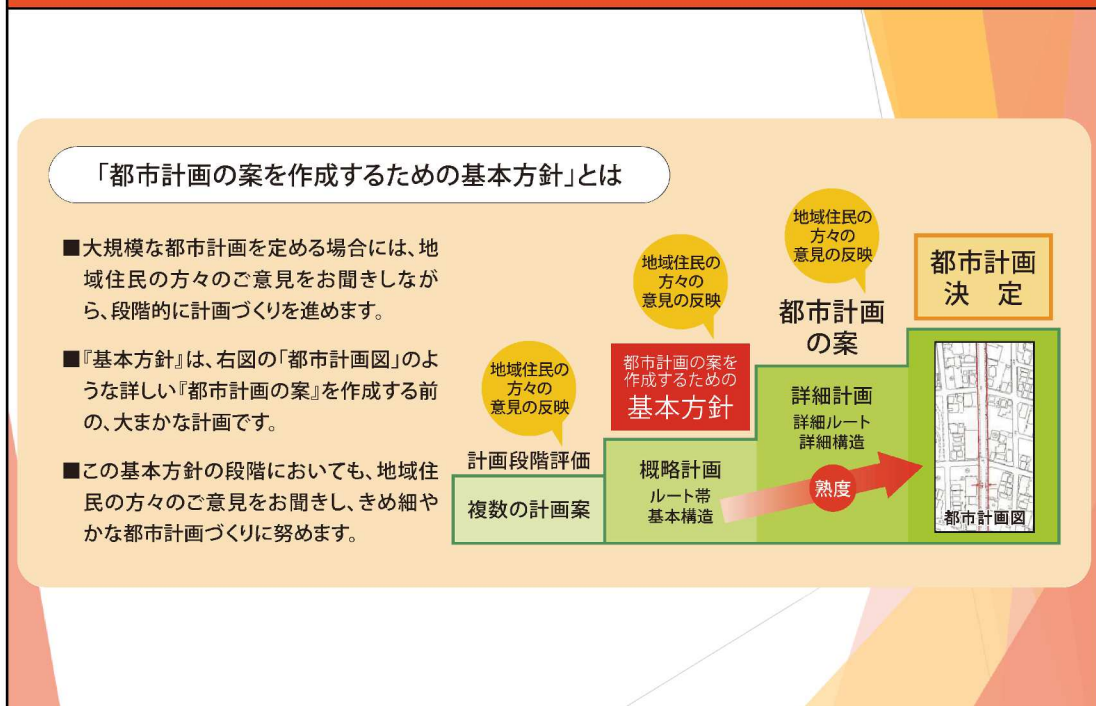 「都市計画の案を作成するための基本方針」とは
■大規模な都市計画を定める場合には、地
域住民の方々のご意見をお聞きしなが
ら、段階的に計画づくりを進めます。
■『基本方針』は、右図の「都市計画図」のよ
うな詳しい『都市計画の案』を作成する前
の、大まかな計画です。
■この基本方針の段階においても、地域住
民の方々のご意見をお聞きし、きめ細や
かな都市計画づくりに努めます。
地域住民の
方々の
意見の反映
計画段階評価
複数の計画案
地域住民の
方々の
意見の反映
都市計画の案を
作成するための
基本方針
概略計画
ルート帯
基本構造
地域住民の
方々の
意見の反映
都市計画
の案
詳細計画
詳細ルート
詳細構造
熟度
都市計画
決 定
都市計画図